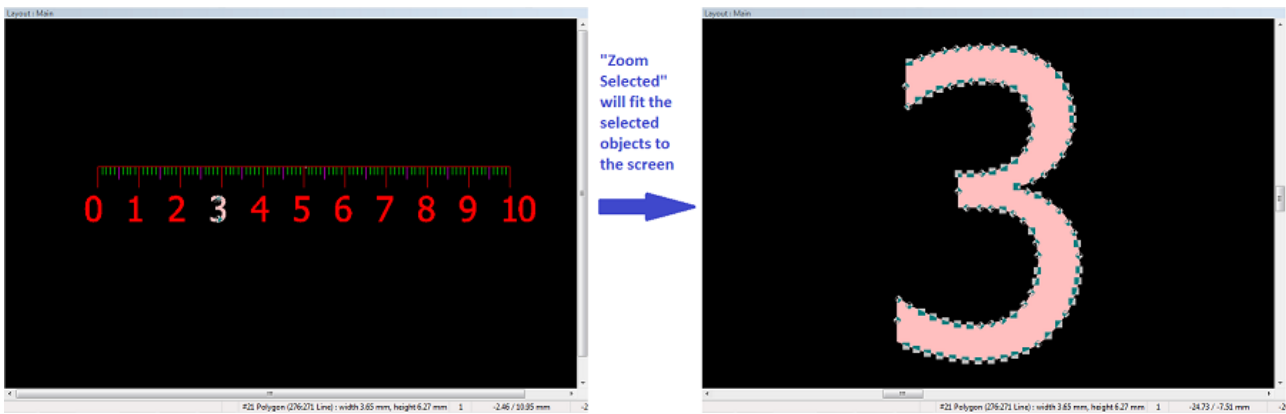 Layout : Main
0 1 2 3 4 5 6 7 8 9 10
#21 Polygon (276:271 Line) : width 3.65 mm, height 6.27 mm 1 -2.46 / 10.95 mm -2
"Zoom
Selected"
will fit the
selected
objects to
the screen
Layout : Main
3
#21 Polygon (276:271 Line) : width 3.65 mm, height 6.27 mm 1 -24.73 / -7.51 mm